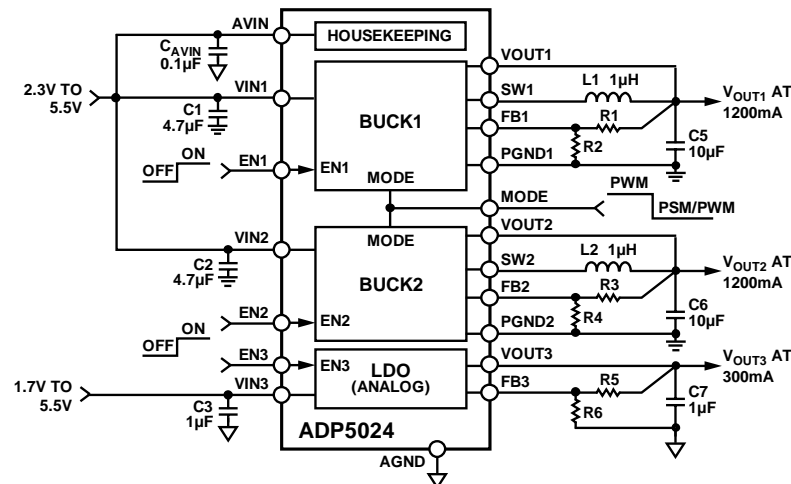 AVIN
HOUSEKEEPING
C_AVIN
0.1µF
VOUT1
2.3V TO
5.5V
VIN1
C1
4.7µF
BUCK1
SW1
L1 1µH
V_OUT1 AT
1200mA
FB1
R1
R2
C5
10µF
ON
OFF
EN1
EN1
PGND1
MODE
MODE
PWM
PSM/PWM
MODE
VOUT2
VIN2
C2
4.7µF
BUCK2
SW2
L2 1µH
V_OUT2 AT
1200mA
FB2
R3
R4
C6
10µF
ON
OFF
EN2
EN2
PGND2
EN3
EN3
LDO
(ANALOG)
VOUT3
V_OUT3 AT
300mA
1.7V TO
5.5V
VIN3
C3
1µF
FB3
R5
R6
C7
1µF
ADP5024
AGND